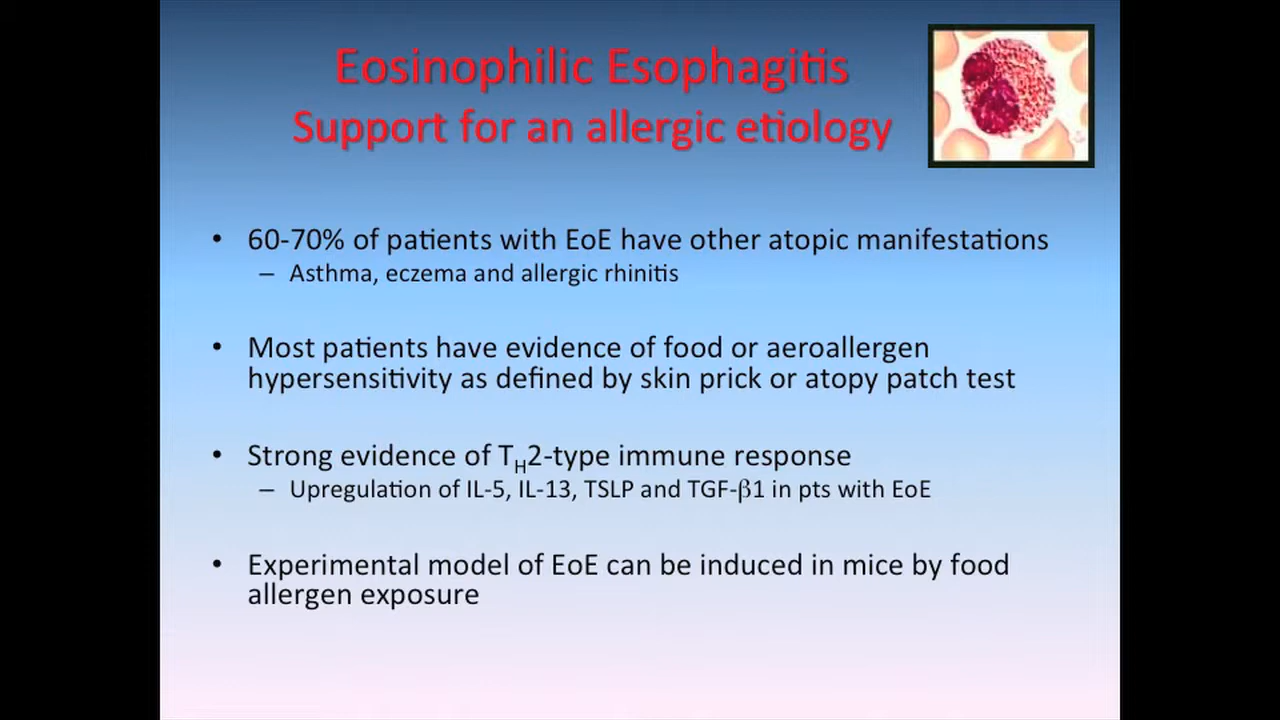 Eosinophilic Esophagitis
Support for an allergic etiology
• 60-70% of patients with EoE have other atopic manifestations
– Asthma, eczema and allergic rhinitis
• Most patients have evidence of food or aeroallergen
hypersensitivity as defined by skin prick or atopy patch test
• Strong evidence of TH2-type immune response
– Upregulation of IL-5, IL-13, TSLP and TGF-β1 in pts with EoE
• Experimental model of EoE can be induced in mice by food
allergen exposure